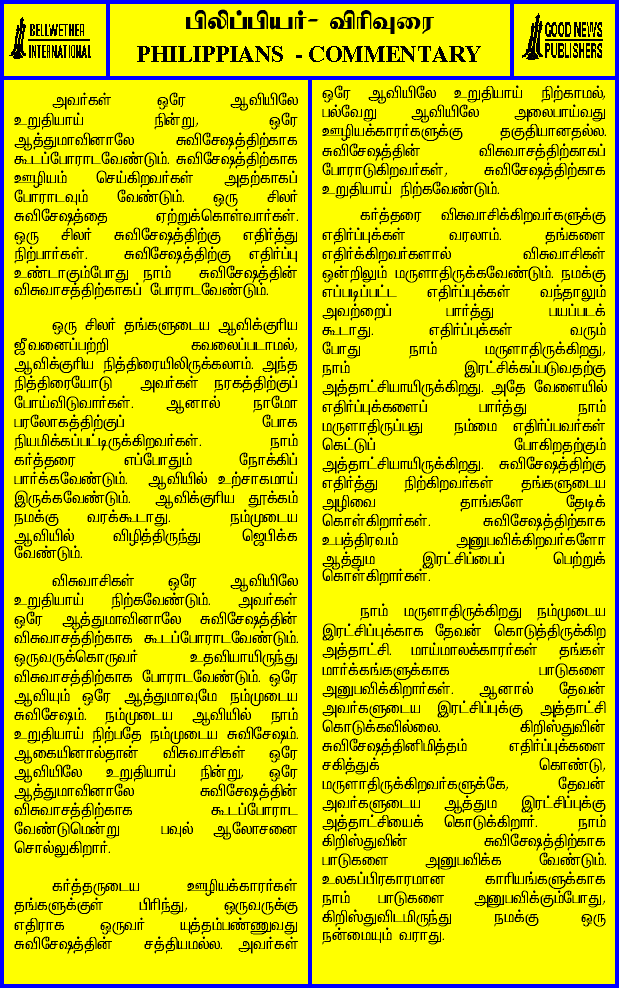 BELLWETHER
INTERNATIONAL
பிலிப்பியர்- விரிவுரை
PHILIPPIANS - COMMENTARY
GOOD NEWS
PUBLISHERS
அவர்கள் ஒரே ஆவியிலே
உறுதியாய் நின்று, ஒரே
ஆத்துமாவினாலே சுவிசேஷத்திற்காக
கூடப்போராடவேண்டும். சுவிசேஷத்திற்காக
ஊழியம் செய்கிறவர்கள் அதற்காகப்
போராடவும் வேண்டும். ஒரு சிலர்
சுவிசேஷத்தை ஏற்றுக்கொள்வார்கள்.
ஒரு சிலர் சுவிசேஷத்திற்கு எதிர்த்து
நிற்பார்கள். சுவிசேஷத்திற்கு எதிர்ப்பு
உண்டாகும்போது நாம் சுவிசேஷத்தின்
விசுவாசத்திற்காகப் போராடவேண்டும்.
ஒரு சிலர் தங்களுடைய ஆவிக்குரிய
ஜீவனைப்பற்றி கவலைப்படாமல்,
ஆவிக்குரிய நித்திரையிலிருக்கலாம். அந்த
நித்திரையோடு அவர்கள் நரகத்திற்குப்
போய்விடுவார்கள். ஆனால் நாமோ
பரலோகத்திற்குப் போக
நியமிக்கப்பட்டிருக்கிறவர்கள். நாம்
கர்த்தரை எப்போதும் நோக்கிப்
பார்க்கவேண்டும். ஆவியில் உற்சாகமாய்
இருக்கவேண்டும். ஆவிக்குரிய தூக்கம்
நமக்கு வரக்கூடாது. நம்முடைய
ஆவியில் விழித்திருந்து ஜெபிக்க
வேண்டும்.
விசுவாசிகள் ஒரே ஆவியிலே
உறுதியாய் நிற்கவேண்டும். அவர்கள்
ஒரே ஆத்துமாவினாலே சுவிசேஷத்தின்
விசுவாசத்திற்காக கூடப்போராடவேண்டும்.
ஒருவருக்கொருவர் உதவியாயிருந்து
விசுவாசத்திற்காக போராடவேண்டும். ஒரே
ஆவியும் ஒரே ஆத்துமாவுமே நம்முடைய
சுவிசேஷம். நம்முடைய ஆவியில் நாம்
உறுதியாய் நிற்பதே நம்முடைய சுவிசேஷம்.
ஆகையினால்தான் விசுவாசிகள் ஒரே
ஆவியிலே உறுதியாய் நின்று, ஒரே
ஆத்துமாவினாலே சுவிசேஷத்தின்
விசுவாசத்திற்காக கூடப்போராட
வேண்டுமென்று பவுல் ஆலோசனை
சொல்லுகிறார்.
கர்த்தருடைய ஊழியக்காரர்கள்
தங்களுக்குள் பிரிந்து, ஒருவருக்கு
எதிராக ஒருவர் யுத்தம்பண்ணுவது
சுவிசேஷத்தின் சத்தியமல்ல. அவர்கள்
ஒரே ஆவியிலே உறுதியாய் நிற்காமல்,
பல்வேறு ஆவியிலே அலைபாய்வது
ஊழியக்காரர்களுக்கு தகுதியானதல்ல.
சுவிசேஷத்தின் விசுவாசத்திற்காகப்
போராடுகிறவர்கள், சுவிசேஷத்திற்காக
உறுதியாய் நிற்கவேண்டும்.
கர்த்தரை விசுவாசிக்கிறவர்களுக்கு
எதிர்ப்புக்கள் வரலாம். தங்களை
எதிர்க்கிறவர்களால் விசுவாசிகள்
ஒன்றிலும் மருளாதிருக்கவேண்டும். நமக்கு
எப்படிப்பட்ட எதிர்ப்புக்கள் வந்தாலும்
அவற்றைப் பார்த்து பயப்படக்
கூடாது. எதிர்ப்புக்கள் வரும்
போது நாம் மருளாதிருக்கிறது,
நாம் இரட்சிக்கப்படுவதற்கு
அத்தாட்சியாயிருக்கிறது. அதே வேளையில்
எதிர்ப்புக்களைப் பார்த்து நாம்
மருளாதிருப்பது நம்மை எதிர்ப்பவர்கள்
கெட்டுப் போகிறதற்கும்
அத்தாட்சியாயிருக்கிறது. சுவிசேஷத்திற்கு
எதிர்த்து நிற்கிறவர்கள் தங்களுடைய
அழிவை தாங்களே தேடிக்
கொள்கிறார்கள். சுவிசேஷத்திற்காக
உபத்திரவம் அனுபவிக்கிறவர்களோ
ஆத்தும இரட்சிப்பைப் பெற்றுக்
கொள்கிறார்கள்.
நாம் மருளாதிருக்கிறது நம்முடைய
இரட்சிப்புக்காக தேவன் கொடுத்திருக்கிற
அத்தாட்சி. மாய்மாலக்காரர்கள் தங்கள்
மார்க்கங்களுக்காக பாடுகளை
அனுபவிக்கிறார்கள். ஆனால் தேவன்
அவர்களுடைய இரட்சிப்புக்கு அத்தாட்சி
கொடுக்கவில்லை. கிறிஸ்துவின்
சுவிசேஷத்தினிமித்தம் எதிர்ப்புக்களை
சகித்துக் கொண்டு,
மருளாதிருக்கிறவர்களுக்கே, தேவன்
அவர்களுடைய ஆத்தும இரட்சிப்புக்கு
அத்தாட்சியைக் கொடுக்கிறார். நாம்
கிறிஸ்துவின் சுவிசேஷத்திற்காக
பாடுகளை அனுபவிக்க வேண்டும்.
உலகப்பிரகாரமான காரியங்களுக்காக
நாம் பாடுகளை அனுபவிக்கும்போது,
கிறிஸ்துவிடமிருந்து நமக்கு ஒரு
நன்மையும் வராது.